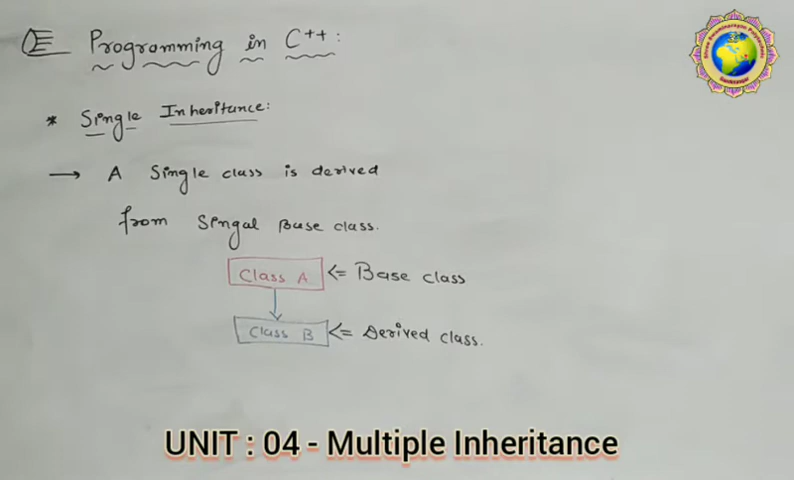 Programming in C++:
* Single Inheritance:
→ A Single class is derived
from Singal Base class.
Class A <= Base class
Class B <= Derived class.
UNIT : 04 - Multiple Inheritance